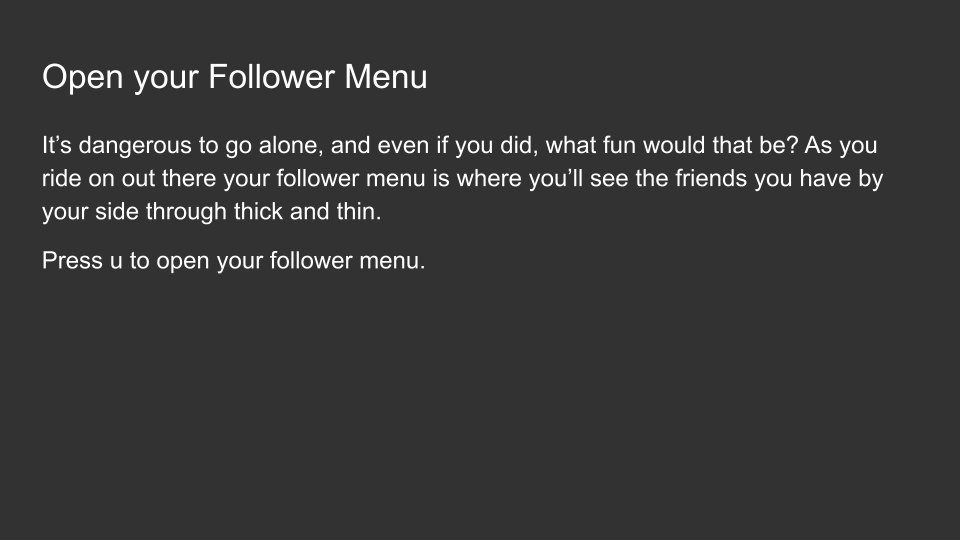 Open your Follower Menu
It’s dangerous to go alone, and even if you did, what fun would that be? As you
ride on out there your follower menu is where you’ll see the friends you have by
your side through thick and thin.
Press u to open your follower menu.